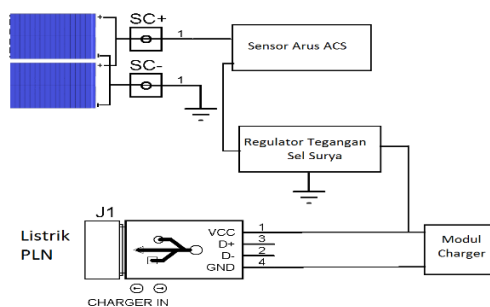 SC+
1
Sensor Arus ACS
SC-
1
Regulator Tegangan
Sel Surya
J1
Listrik
PLN
VCC 1
D+ 3
D- 2
GND 4
Modul
Charger
CHARGER IN